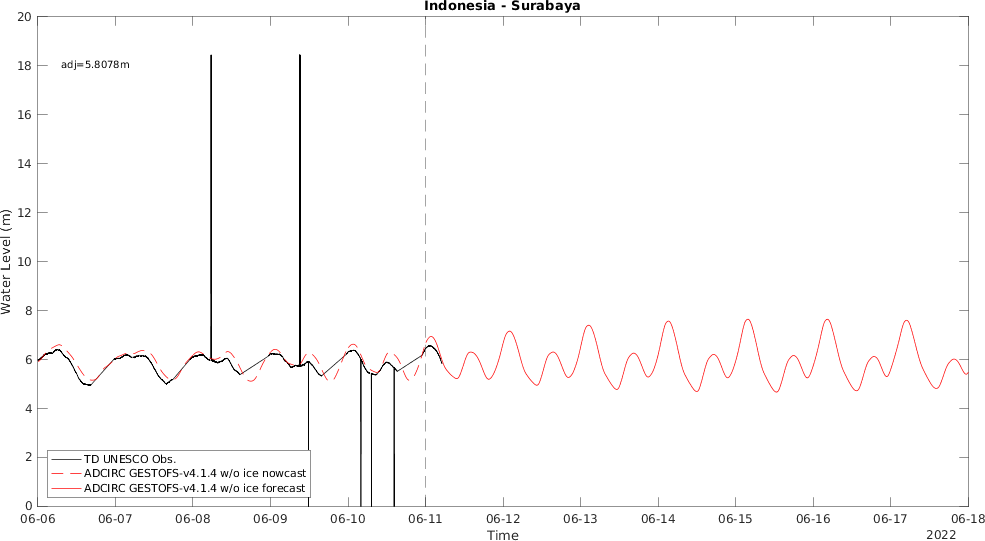 Indonesia - Surabaya
20
18
16
14
12
10
8
6
4
2
0
Water Level (m)
adj=5.8078m
TD UNESCO Obs.
ADCIRC GESTOFS-v4.1.4 w/o ice nowcast
ADCIRC GESTOFS-v4.1.4 w/o ice forecast
06-06 06-07 06-08 06-09 06-10 06-11 06-12 06-13 06-14 06-15 06-16 06-17 06-18
Time
2022